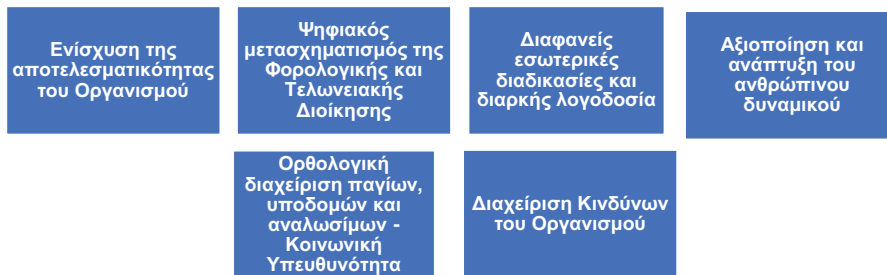 Ενίσχυση της
αποτελεσματικότητας
του Οργανισμού
Ψηφιακός
μετασχηματισμός της
Φορολογικής και
Τελωνειακής
Διοίκησης
Διαφανείς
εσωτερικές
διαδικασίες και
διαρκής λογοδοσία
Αξιοποίηση και
ανάπτυξη του
ανθρώπινου
δυναμικού
Ορθολογική
διαχείριση παγίων,
υποδομών και
αναλωσίμων -
Κοινωνική
Υπευθυνότητα
Διαχείριση Κινδύνων
του Οργανισμού